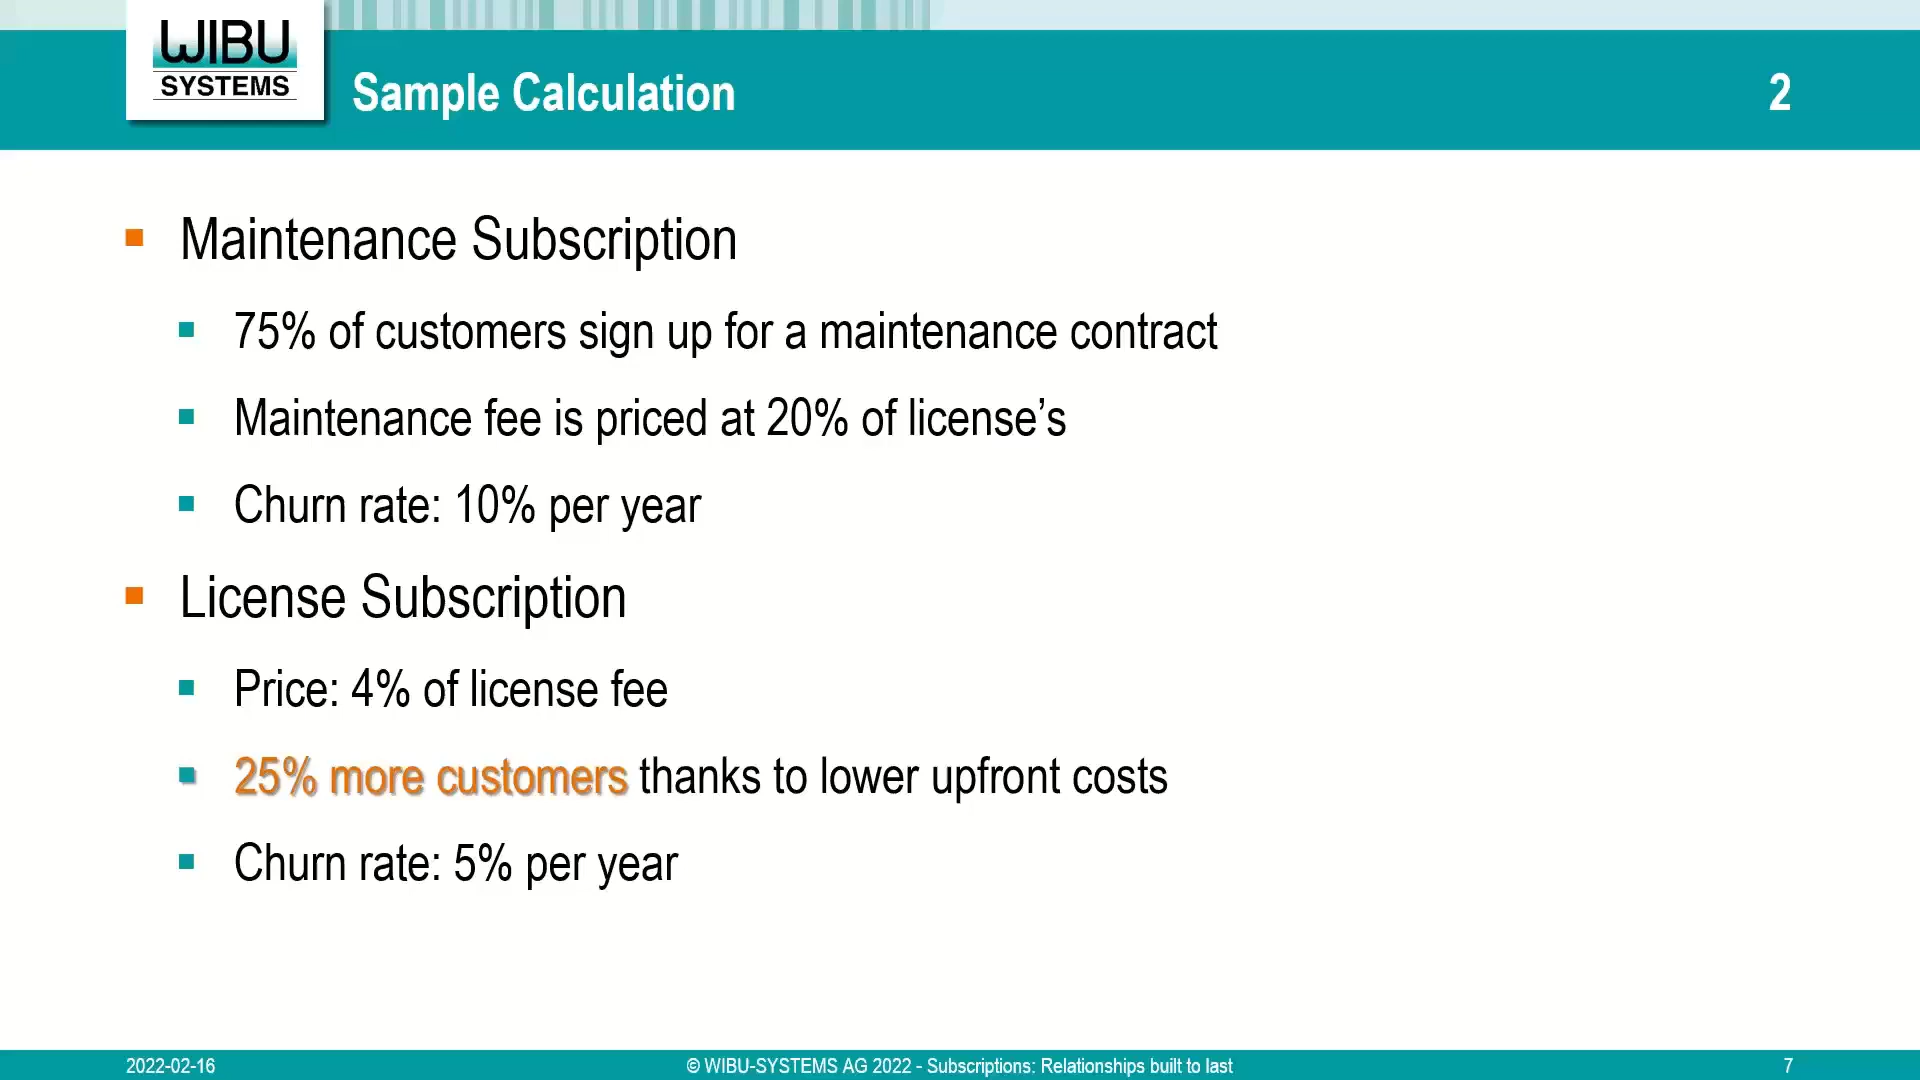 WIBU
SYSTEMS
Sample Calculation
2
Maintenance Subscription
75% of customers sign up for a maintenance contract
Maintenance fee is priced at 20% of license’s
Churn rate: 10% per year
License Subscription
Price: 4% of license fee
25% more customers thanks to lower upfront costs
Churn rate: 5% per year
2022-02-16
© WIBU-SYSTEMS AG 2022 - Subscriptions: Relationships built to last
7